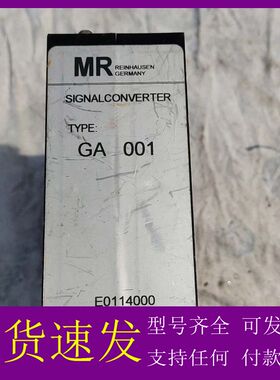 MR REINHAUSEN
GERMANY
SIGNALCONVERTER
TYPE:
GA 001
E0114000
货速发
型号齐全 可发
支持任何 付款